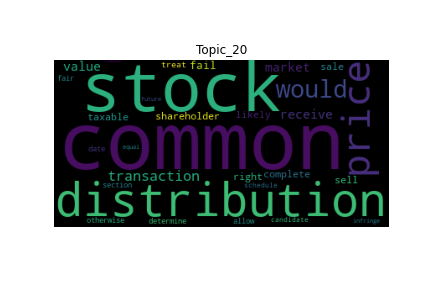 Topic_20
value treat fail market sale
fair stock would
future
taxable shareholder likely receive
common price
date equal
transaction right complete
section schedule sell
distribution
otherwise determine allow candidate infringe